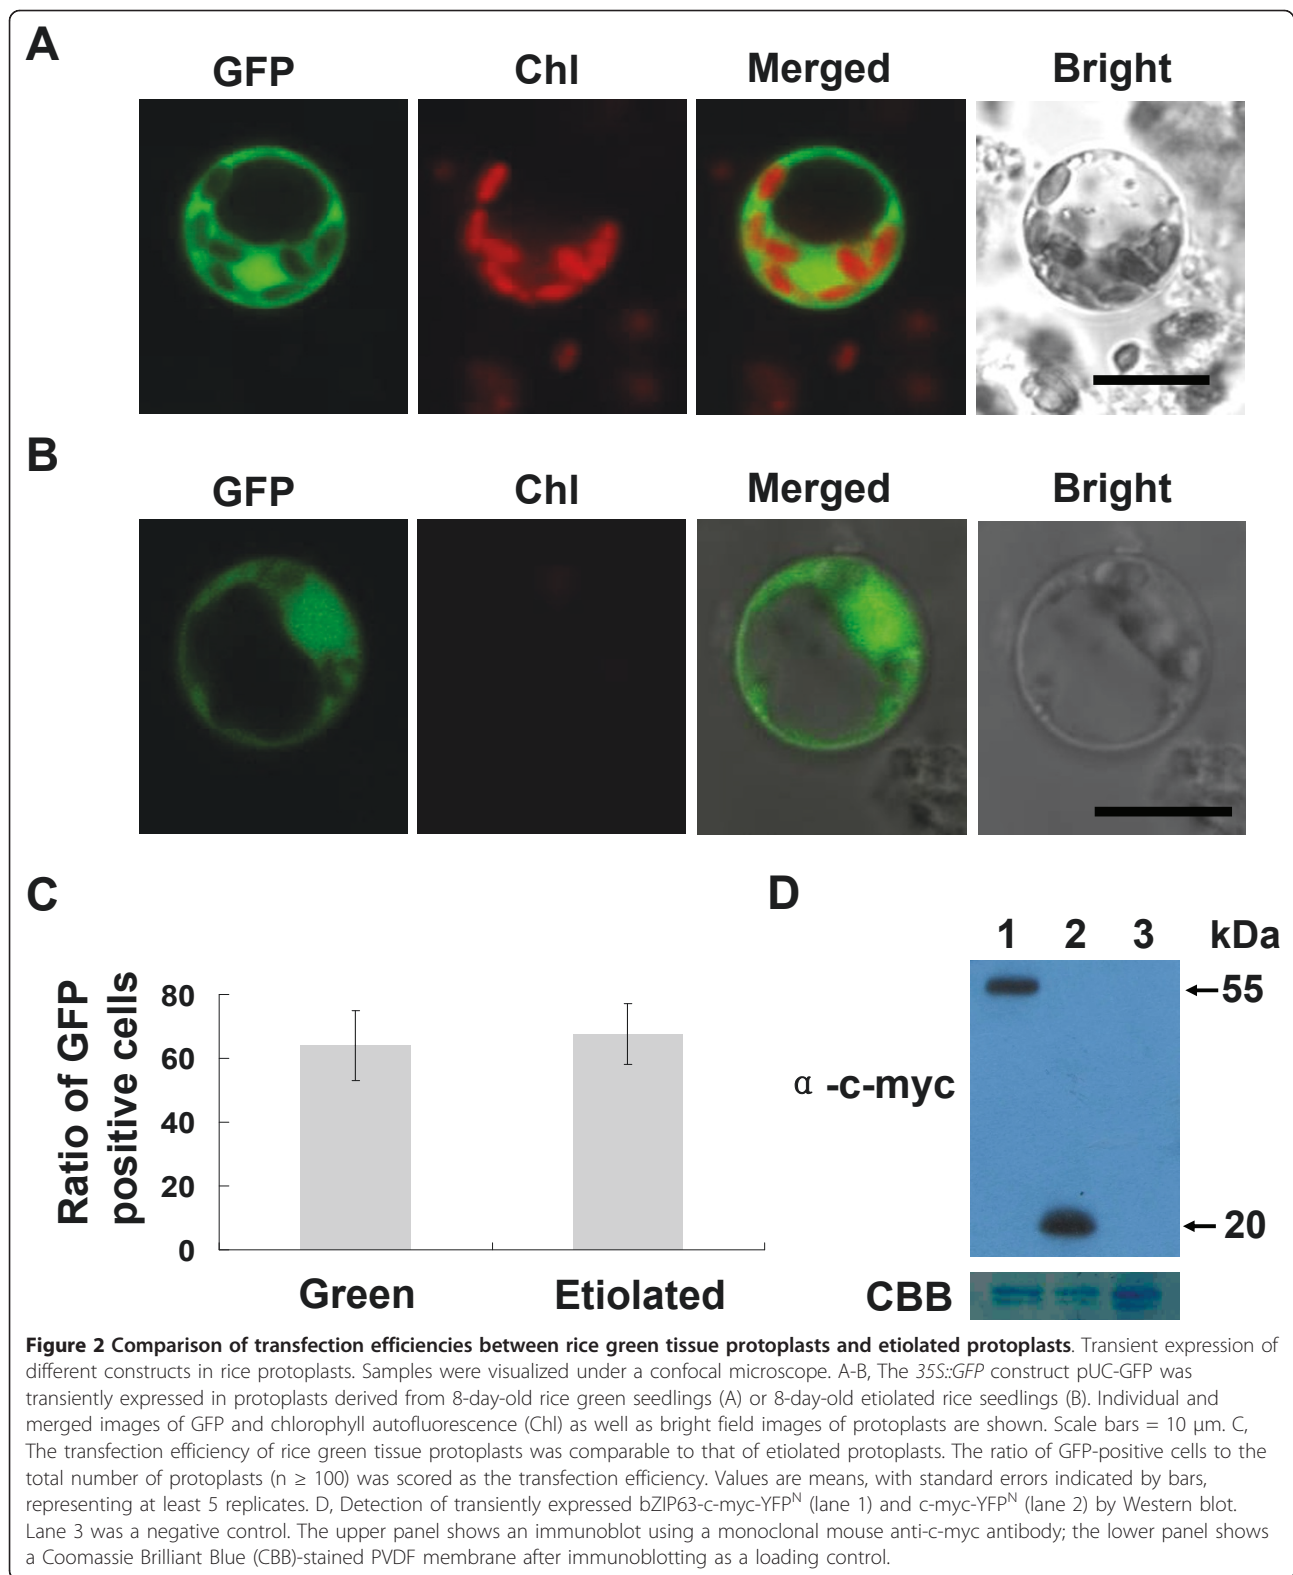 A
GFP Chl Merged Bright
B
GFP Chl Merged Bright
C
Ratio of GFP
positive cells
80
60
40
20
0
Green Etiolated
D
1 2 3 kDa
55
α -c-myc
20
CBB
Figure 2 Comparison of transfection efficiencies between rice green tissue protoplasts and etiolated protoplasts. Transient expression of
different constructs in rice protoplasts. Samples were visualized under a confocal microscope. A-B, The 35S::GFP construct pUC-GFP was
transiently expressed in protoplasts derived from 8-day-old rice green seedlings (A) or 8-day-old etiolated rice seedlings (B). Individual and
merged images of GFP and chlorophyll autofluorescence (Chl) as well as bright field images of protoplasts are shown. Scale bars = 10 μm. C,
The transfection efficiency of rice green tissue protoplasts was comparable to that of etiolated protoplasts. The ratio of GFP-positive cells to the
total number of protoplasts (n ≥ 100) was scored as the transfection efficiency. Values are means, with standard errors indicated by bars,
representing at least 5 replicates. D, Detection of transiently expressed bZIP63-c-myc-YFPᴺ (lane 1) and c-myc-YFPᴺ (lane 2) by Western blot.
Lane 3 was a negative control. The upper panel shows an immunoblot using a monoclonal mouse anti-c-myc antibody; the lower panel shows
a Coomassie Brilliant Blue (CBB)-stained PVDF membrane after immunoblotting as a loading control.